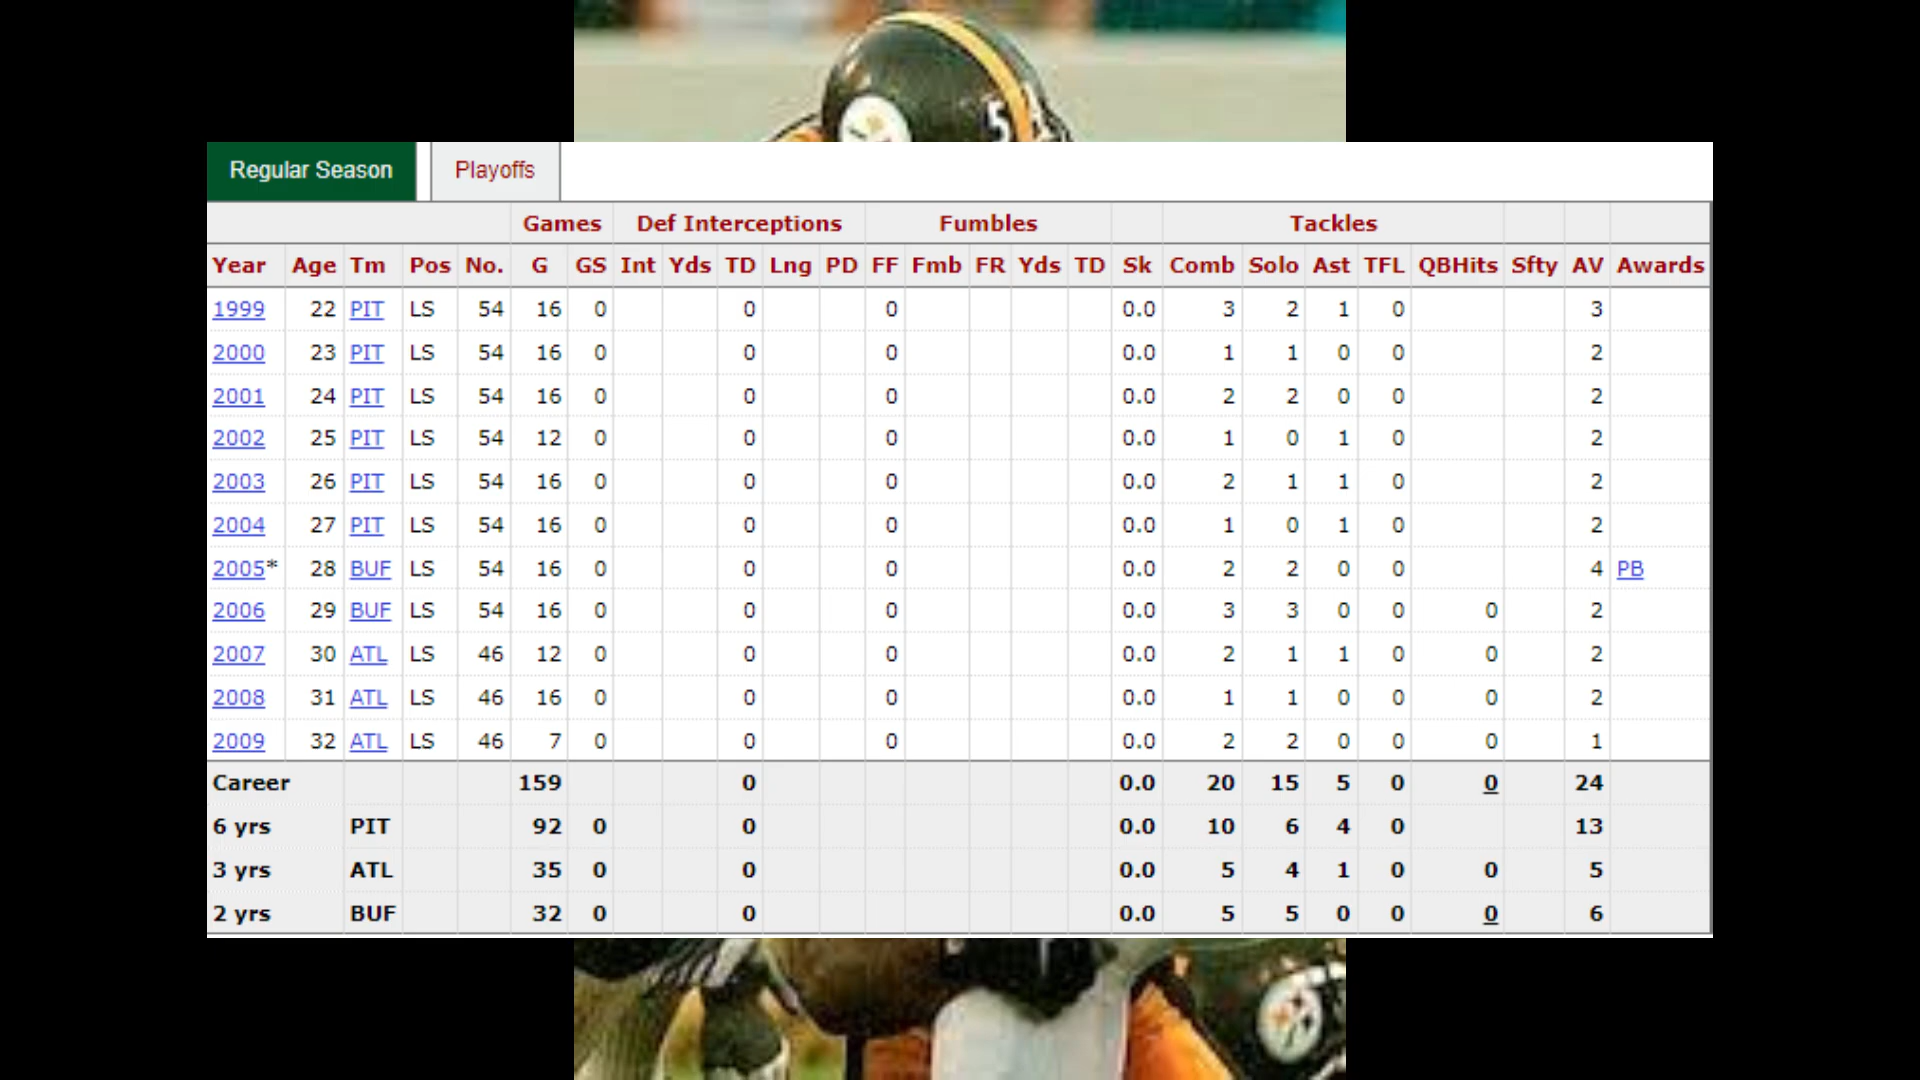 5
Regular Season Playoffs
Games Def Interceptions Fumbles Tackles
Year Age Tm Pos No. G GS Int Yds TD Lng PD FF Fmb FR Yds TD Sk Comb Solo Ast TFL QBHits Sfty AV Awards
1999 22 PIT LS 54 16 0 0 0 0.0 3 2 1 0 3
2000 23 PIT LS 54 16 0 0 0 0.0 1 1 0 0 2
2001 24 PIT LS 54 16 0 0 0 0.0 2 2 0 0 2
2002 25 PIT LS 54 12 0 0 0 0.0 1 0 1 0 2
2003 26 PIT LS 54 16 0 0 0 0.0 2 1 1 0 2
2004 27 PIT LS 54 16 0 0 0 0.0 1 0 1 0 2
2005* 28 BUF LS 54 16 0 0 0 0.0 2 2 0 0 4 PB
2006 29 BUF LS 54 16 0 0 0 0.0 3 3 0 0 0 2
2007 30 ATL LS 46 12 0 0 0 0.0 2 1 1 0 0 2
2008 31 ATL LS 46 16 0 0 0 0.0 1 1 0 0 0 2
2009 32 ATL LS 46 7 0 0 0 0.0 2 2 0 0 0 1
Career 159 0 0.0 20 15 5 0 0 24
6 yrs PIT 92 0 0 0.0 10 6 4 0 13
3 yrs ATL 35 0 0 0.0 5 4 1 0 0 5
2 yrs BUF 32 0 0 0.0 5 5 0 0 0 6